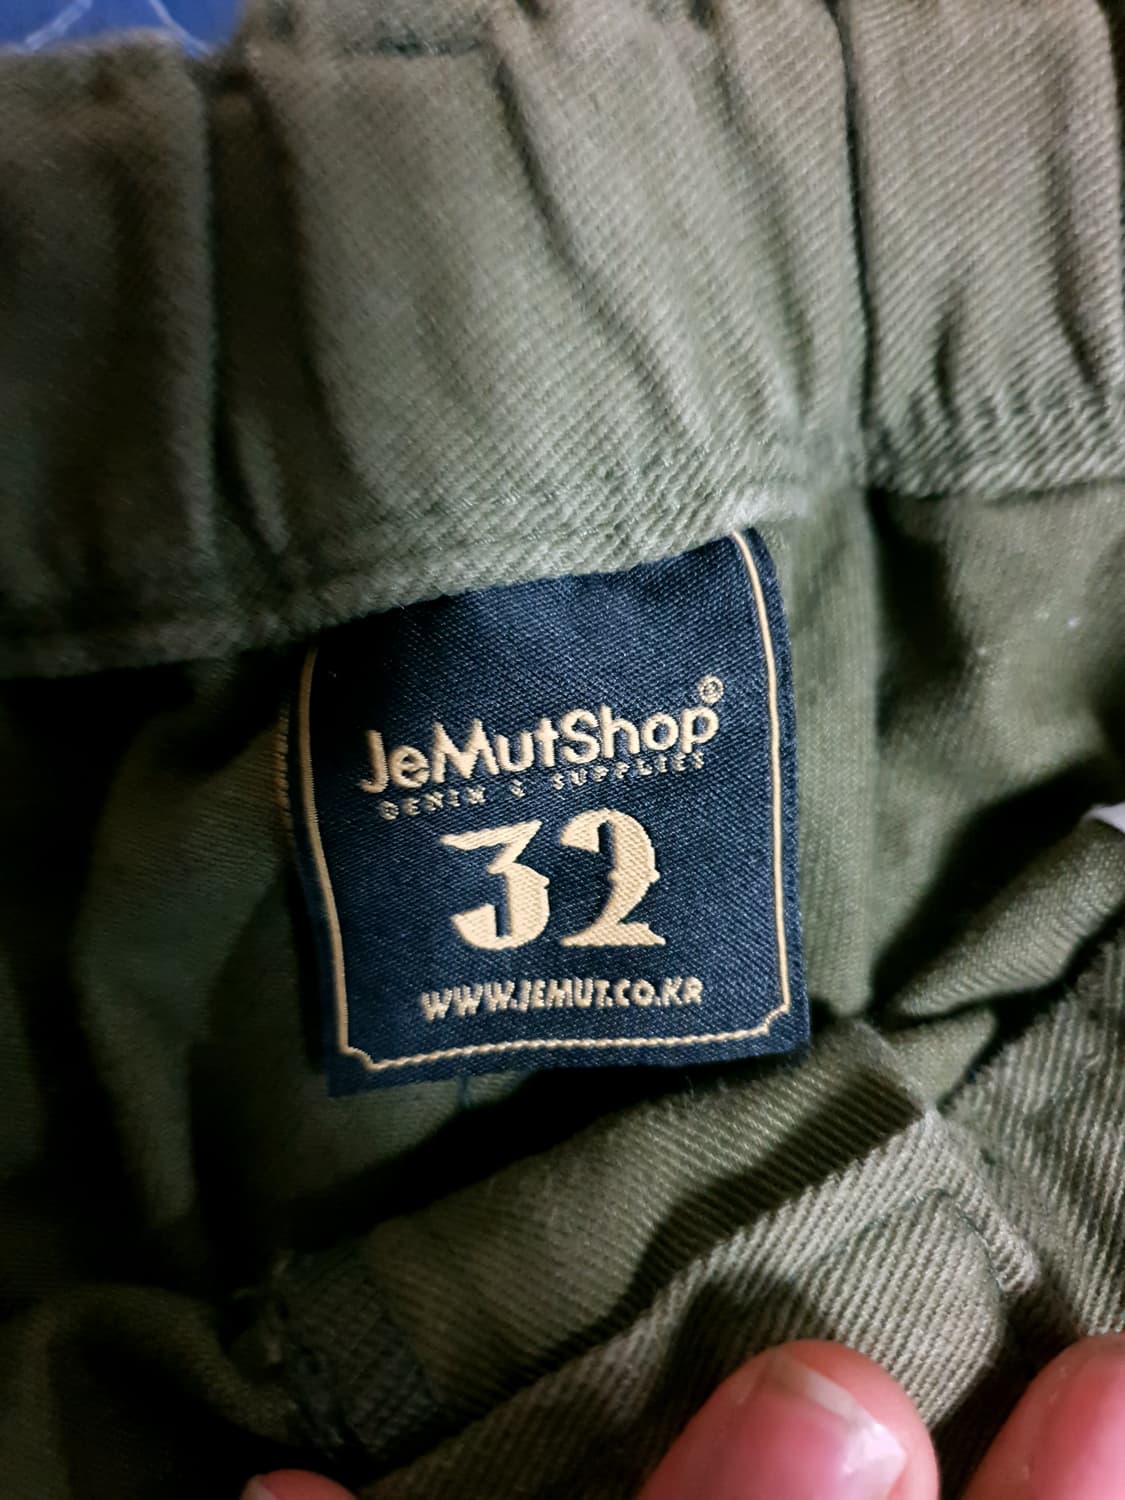 JeMutShop©
DENIM & SUPPLIES
32
WWW.JEMUT.CO.KR